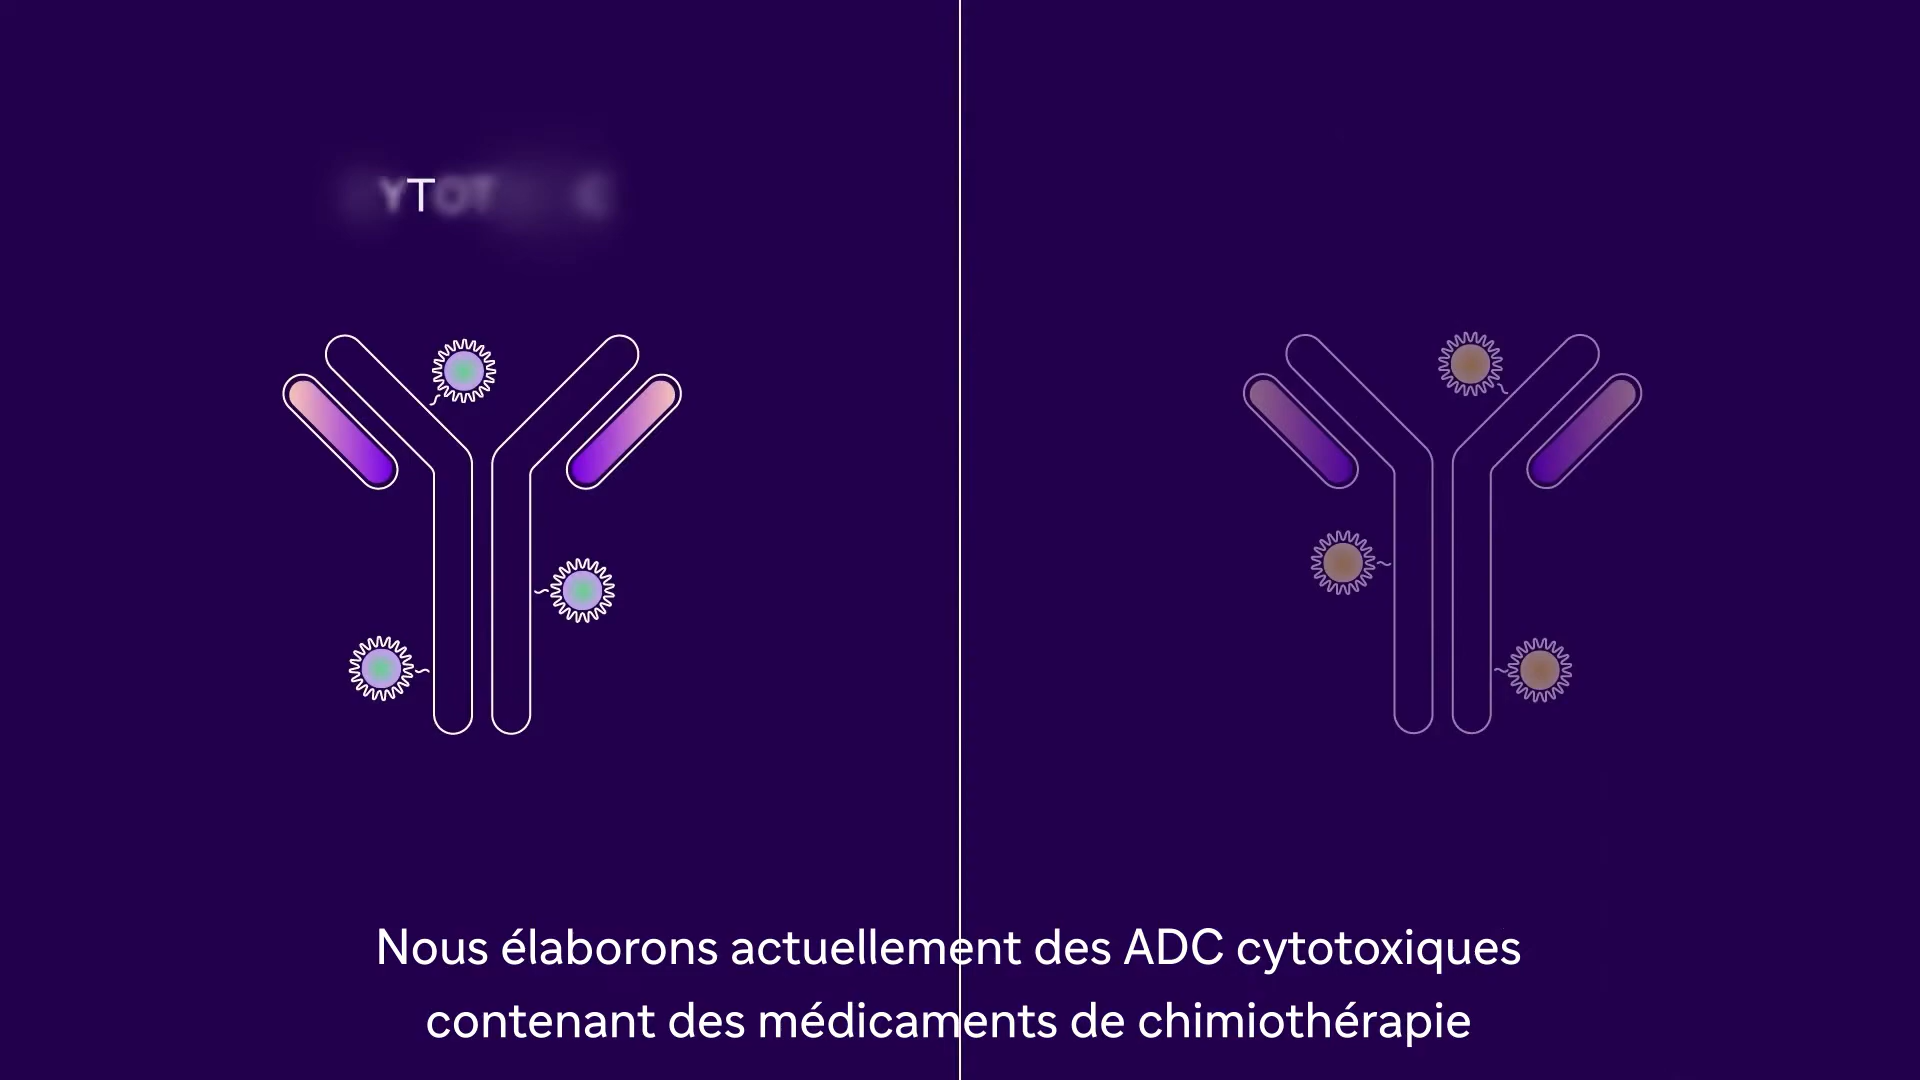 Nous élaborons actuellement des ADC cytotoxiques
contenant des médicaments de chimiothérapie